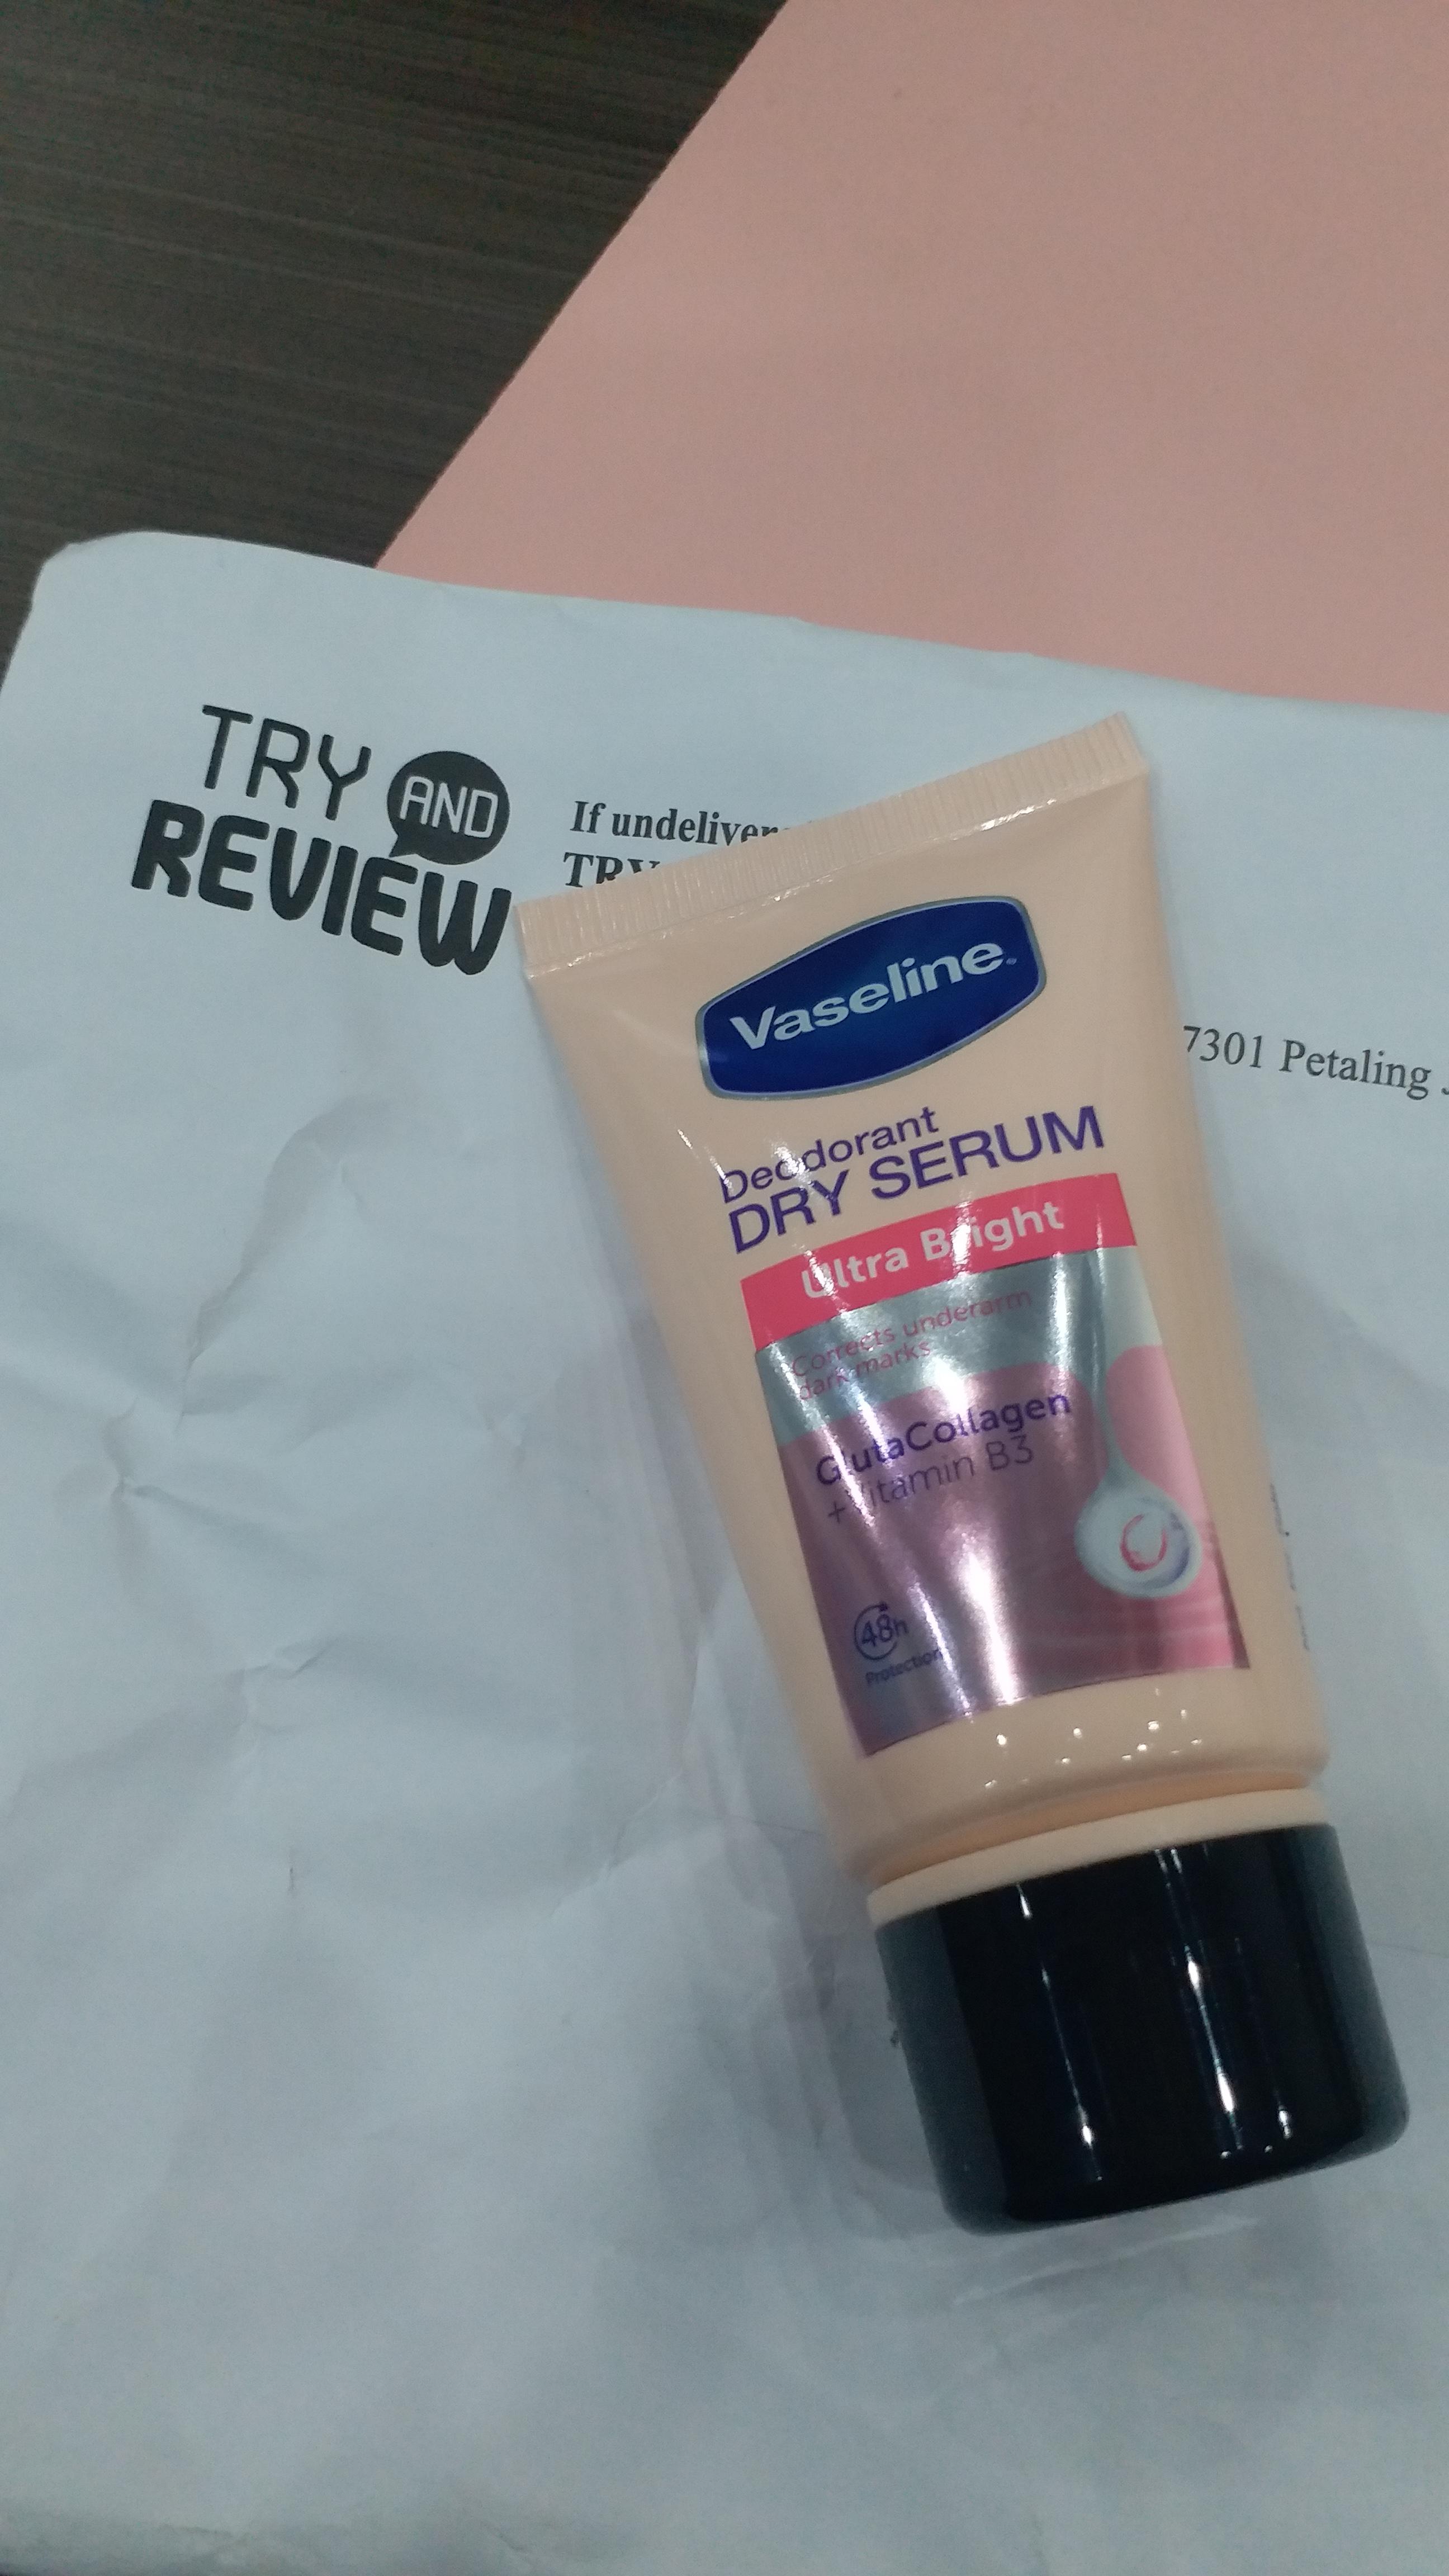 TRY AND
REVIEW
If undeliver
TRY
7301 Petaling
Vaseline
Deodorant
DRY SERUM
Ultra Bright
Corrects underarm
dark marks
GlutaCollagen
+Vitamin B3
48h
Protection